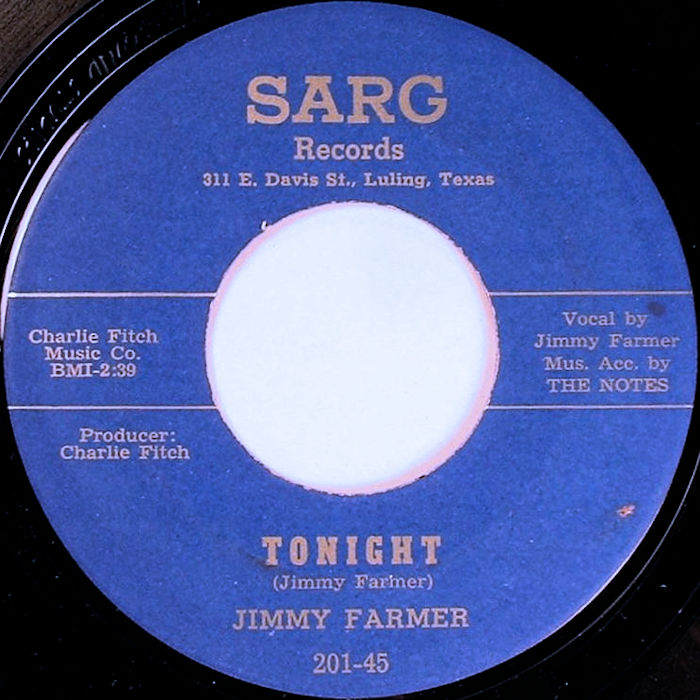 SARG
Records
311 E. Davis St., Luling, Texas
Charlie Fitch
Music Co.
BMI-2:39
Vocal by
Jimmy Farmer
Mus. Acc. by
THE NOTES
Producer:
Charlie Fitch
TONIGHT
(Jimmy Farmer)
JIMMY FARMER
201-45